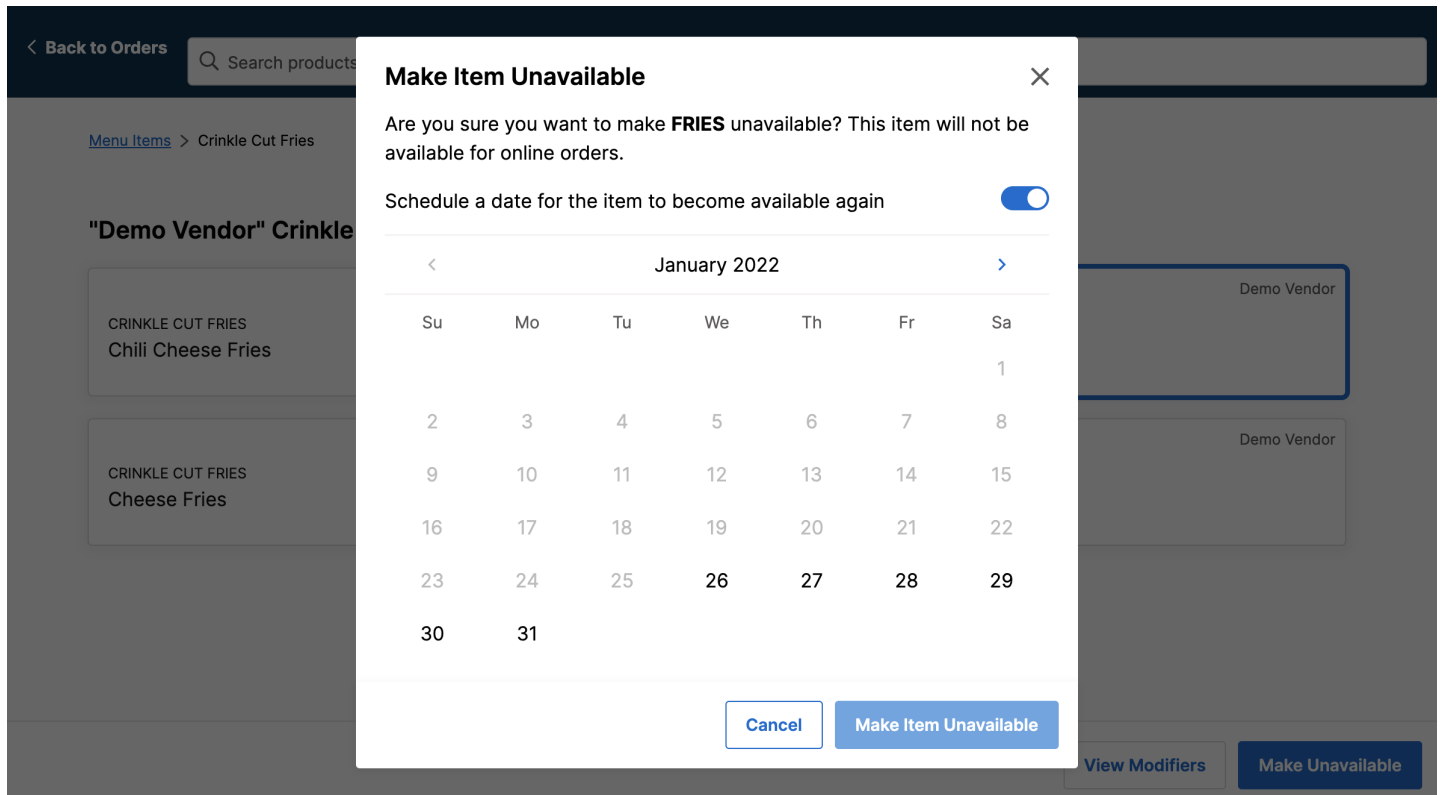 Back to Orders
Search products
Make Item Unavailable
Are you sure you want to make FRIES unavailable? This item will not be
available for online orders.
Schedule a date for the item to become available again
January 2022
Su Mo Tu We Th Fr Sa
1
2 3 4 5 6 7 8
9 10 11 12 13 14 15
16 17 18 19 20 21 22
23 24 25 26 27 28 29
30 31
Cancel Make Item Unavailable
Menu Items > Crinkle Cut Fries
"Demo Vendor" Crinkle
CRINKLE CUT FRIES
Chili Cheese Fries
Demo Vendor
CRINKLE CUT FRIES
Cheese Fries
Demo Vendor
View Modifiers Make Unavailable